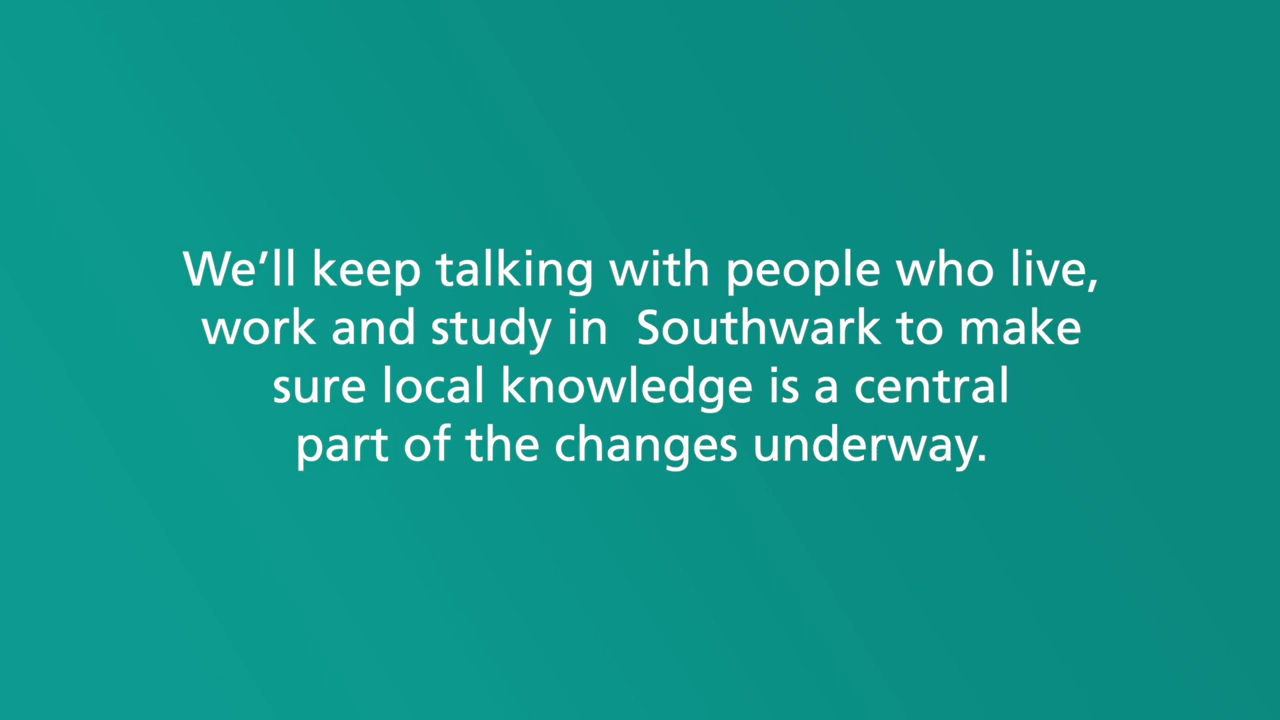 We’ll keep talking with people who live,
work and study in  Southwark to make
sure local knowledge is a central
part of the changes underway.